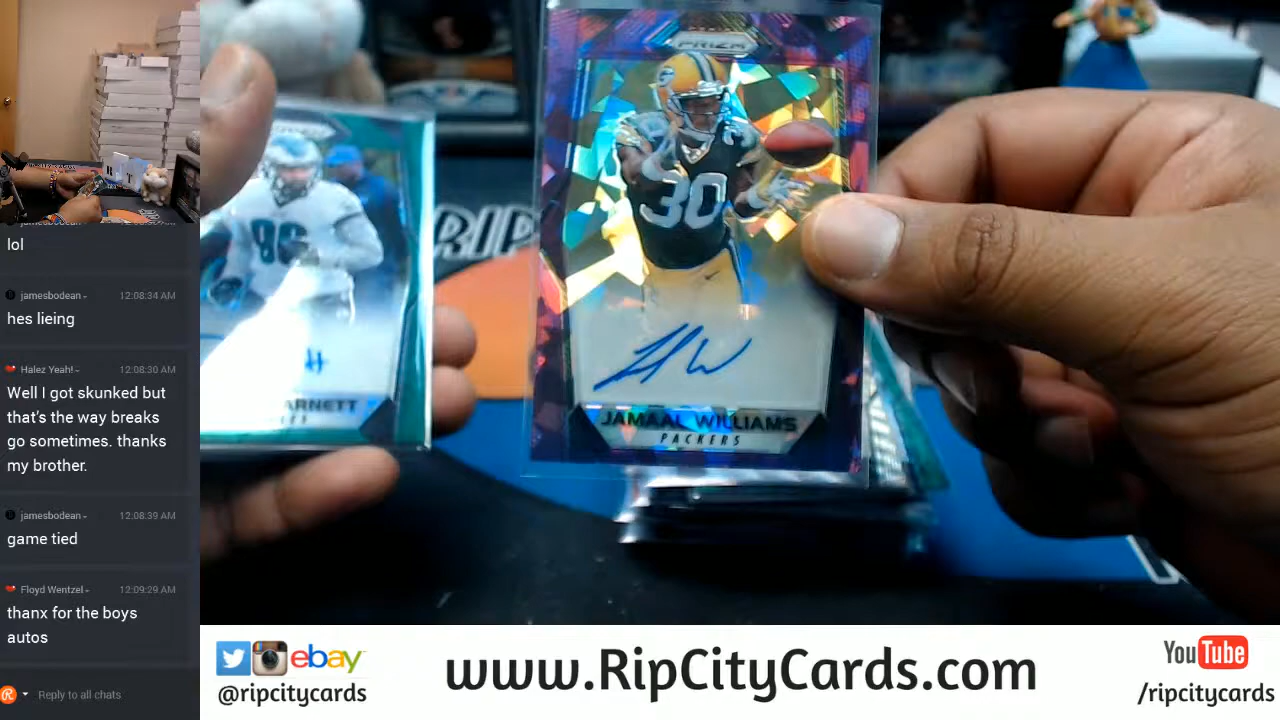 lol
jamesbodean 12:08:34 AM
hes lieing
Halez Yeah! 12:08:30 AM
Well I got skunked but
that's the way breaks
go sometimes. thanks
my brother.
jamesbodean 12:08:39 AM
game tied
Floyd Wentzel 12:09:29 AM
thanx for the boys
autos
Reply to all chats
PRIZM
30
JAMAAL WILLIAMS
PACKERS
86
ARNETT
RIP
ebay
@ripcitycards
www.RipCityCards.com
YouTube
/ripcitycards